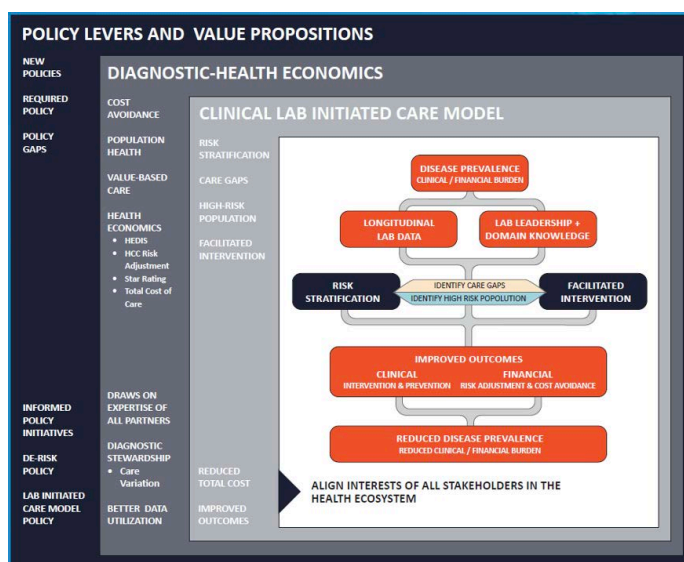 POLICY LEVERS AND VALUE PROPOSITIONS
NEW
POLICIES
REQUIRED
POLICY
POLICY
GAPS
INFORMED
POLICY
INITIATIVES
DE-RISK
POLICY
LAB INITIATED
CARE MODEL
POLICY
DIAGNOSTIC-HEALTH ECONOMICS
COST
AVOIDANCE
POPULATION
HEALTH
VALUE-BASED
CARE
HEALTH
ECONOMICS
• HEDIS
• HCC Risk
Adjustment
• Star Rating
• Total Cost of
Care
DRAWS ON
EXPERTISE OF
ALL PARTNERS
DIAGNOSTIC
STEWARDSHIP
• Care
Variation
BETTER DATA
UTILIZATION
CLINICAL LAB INITIATED CARE MODEL
RISK
STRATIFICATION
CARE GAPS
HIGH-RISK
POPULATION
FACILITATED
INTERVENTION
REDUCED
TOTAL COST
IMPROVED
OUTCOMES
DISEASE PREVALENCE
CLINICAL / FINANCIAL BURDEN
LONGITUDINAL
LAB DATA
LAB LEADERSHIP +
DOMAIN KNOWLEDGE
RISK
STRATIFICATION
IDENTIFY CARE GAPS
IDENTIFY HIGH RISK POPOLUTION
FACILITATED
INTERVENTION
IMPROVED OUTCOMES
CLINICAL
INTERVENTION & PREVENTION
FINANCIAL
RISK ADJUSTMENT & COST AVOIDANCE
REDUCED DISEASE PREVALENCE
REDUCED CLINICAL / FINANCIAL BURDEN
ALIGN INTERESTS OF ALL STAKEHOLDERS IN THE
HEALTH ECOSYSTEM